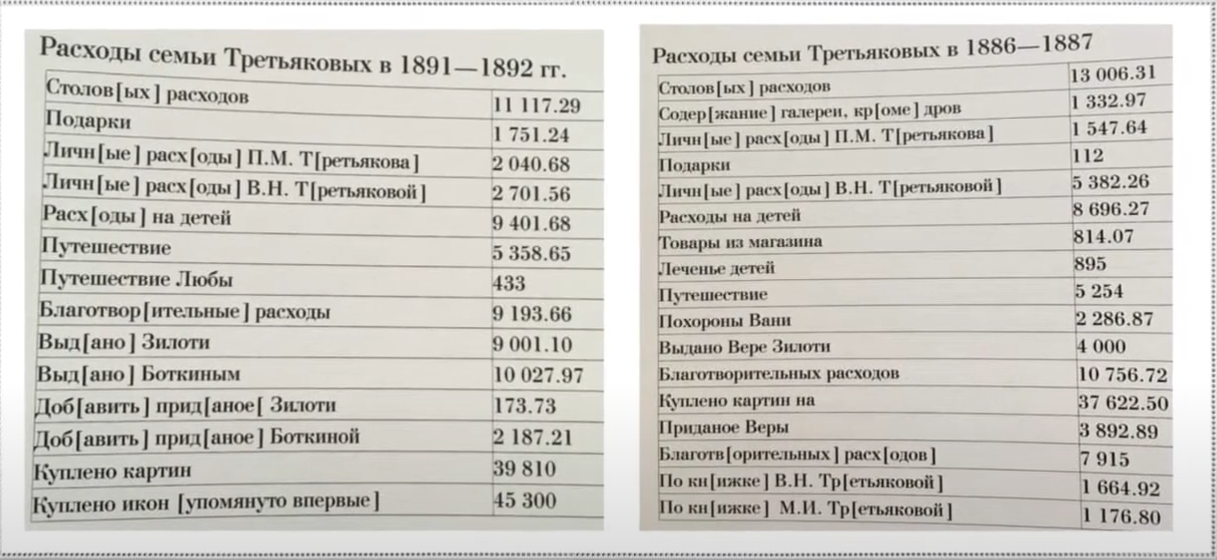 Расходы семьи Третьяковых в 1891—1892 гг.
Столов[ых] расходов 11 117.29
Подарки 1 751.24
Личн[ые] расх[оды] П.М. Т[ретьякова] 2 040.68
Личн[ые] расх[оды] В.Н. Т[ретьяковой] 2 701.56
Расх[оды] на детей 9 401.68
Путешествие 5 358.65
Путешествие Любы 433
Благотвор[ительные] расходы 9 193.66
Выд[ано] Зилоти 9 001.10
Выд[ано] Боткиным 10 027.97
Доб[авить] прид[аное[ Зилоти 173.73
Доб[авить] прид[аное] Боткиной 2 187.21
Куплено картин 39 810
Куплено икон [упомянуто впервые] 45 300
Расходы семьи Третьяковых в 1886—1887
Столов[ых] расходов 13 006.31
Содер[жание] галереи, кр[оме] дров 1 332.97
Личн[ые] расх[оды] П.М. Т[ретьякова] 1 547.64
Подарки 112
Личн[ые] расх[оды] В.Н. Т[ретьяковой] 5 382.26
Расходы на детей 8 696.27
Товары из магазина 814.07
Леченье детей 895
Путешествие 5 254
Похороны Вани 2 286.87
Выдано Вере Зилоти 4 000
Благотворительных расходов 10 756.72
Куплено картин на 37 622.50
Приданое Веры 3 892.89
Благотв[орительных] расх[одов] 7 915
По кн[ижке] В.Н. Тр[етьяковой] 1 664.92
По кн[ижке] М.И. Тр[етьяковой] 1 176.80